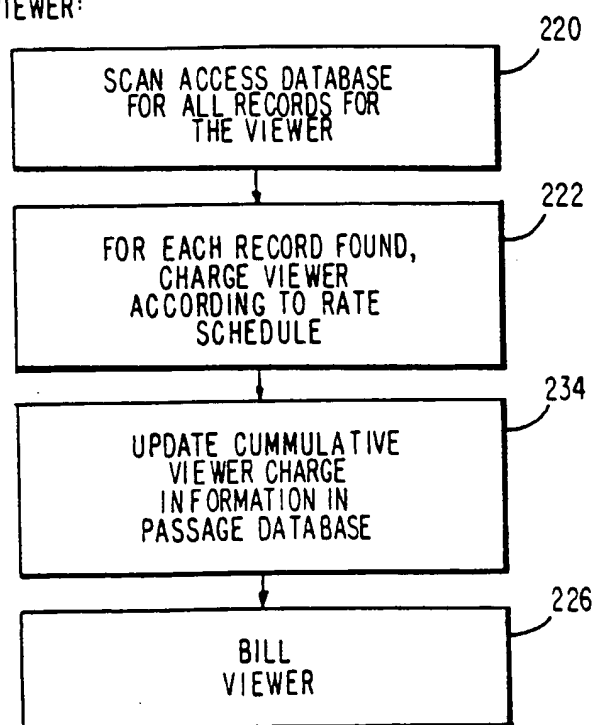 IEWER:
220
SCAN ACCESS DATABASE
FOR ALL RECORDS FOR
THE VIEWER
222
FOR EACH RECORD FOUND,
CHARGE VIEWER
ACCORDING TO RATE
SCHEDULE
234
UPDATE CUMMULATIVE
VIEWER CHARGE
INFORMATION IN
PASSAGE DATABASE
226
BILL
VIEWER